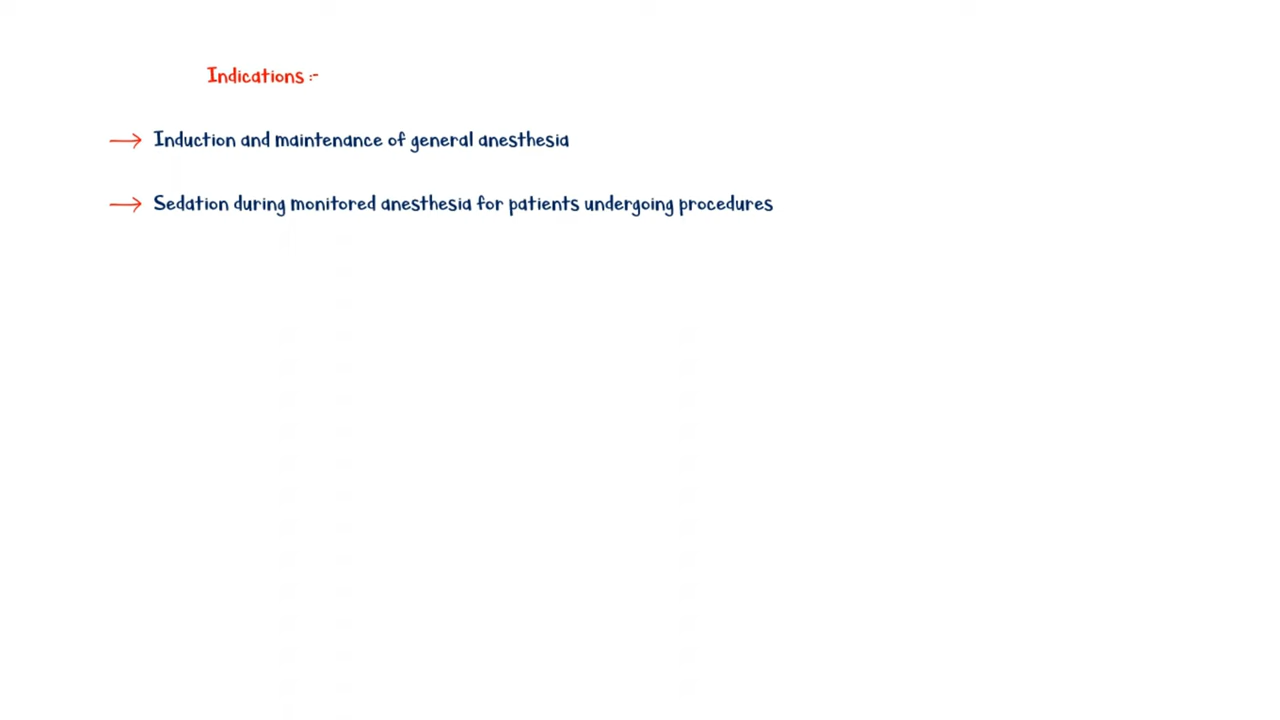 Indications :-
→ Induction and maintenance of general anesthesia
→ Sedation during monitored anesthesia for patients undergoing procedures